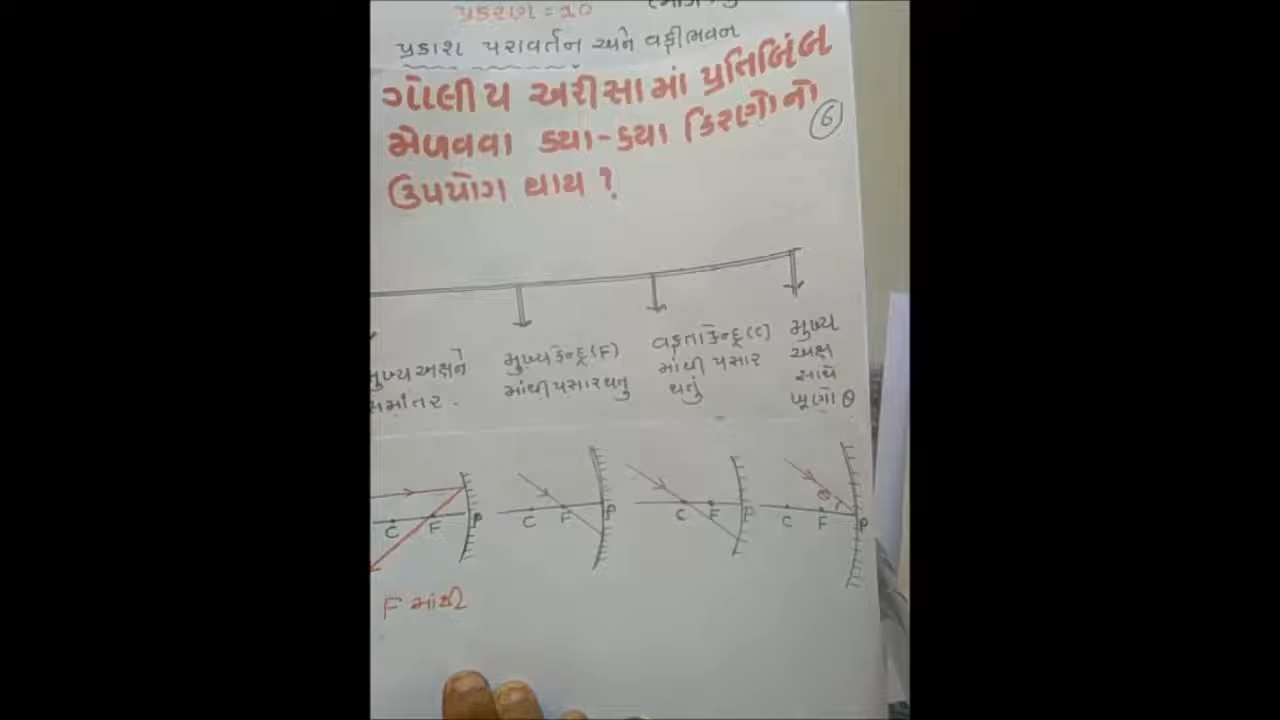 પ્રકરણ = 10
પ્રકાશ પરાવર્તન અને વક્રીભવન
ગોલીય અરીસામાં પ્રતિબિંબ
મેળવવા ક્યા-ક્યા કિરણોનો
ઉપયોગ થાય ?
6
મુખ્ય અક્ષને
સમાંતર .
મુખ્ય કેન્દ્ર (F)
માંથી પસાર થતુ
વક્રતા કેન્દ્ર (C)
માંથી પસાર
થતું
મુખ્ય
અક્ષ
સાથે
ખૂણો θ
C F P
C F P
C F P
θ
C F P
F માંથી